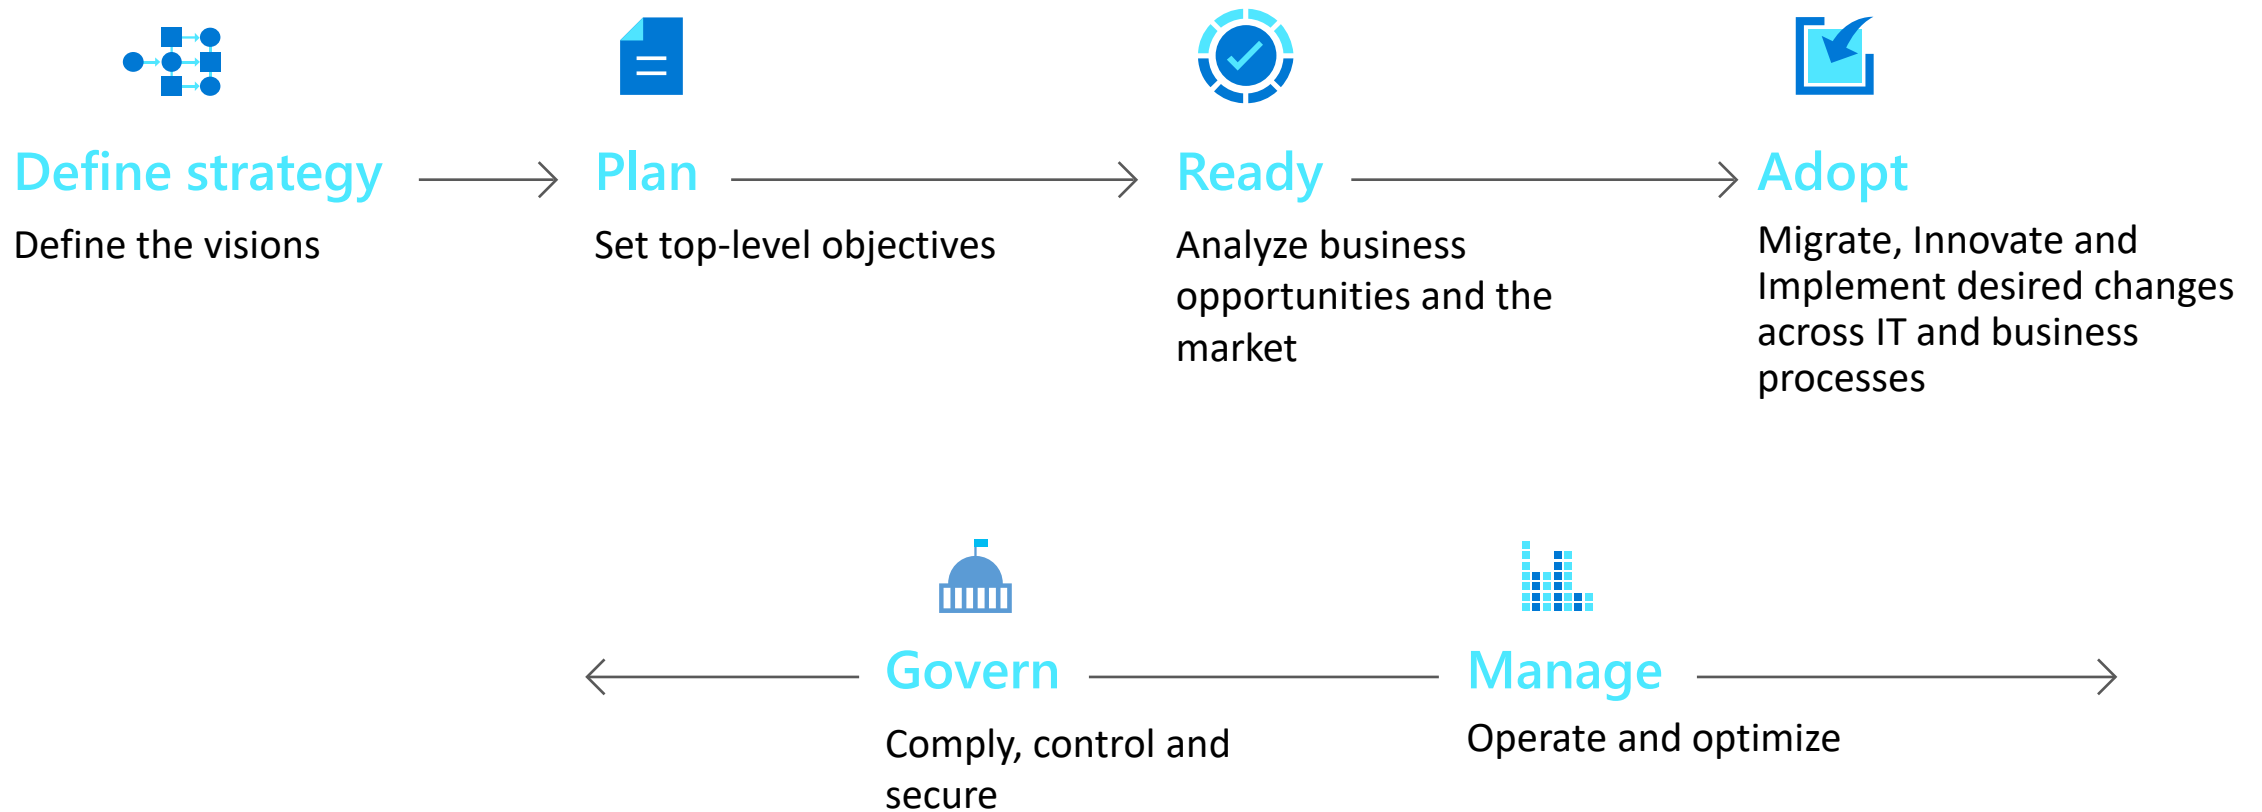 Define strategy
Define the visions
Plan
Set top-level objectives
Ready
Analyze business
opportunities and the
market
Adopt
Migrate, Innovate and
Implement desired changes
across IT and business
processes
Govern
Comply, control and
secure
Manage
Operate and optimize